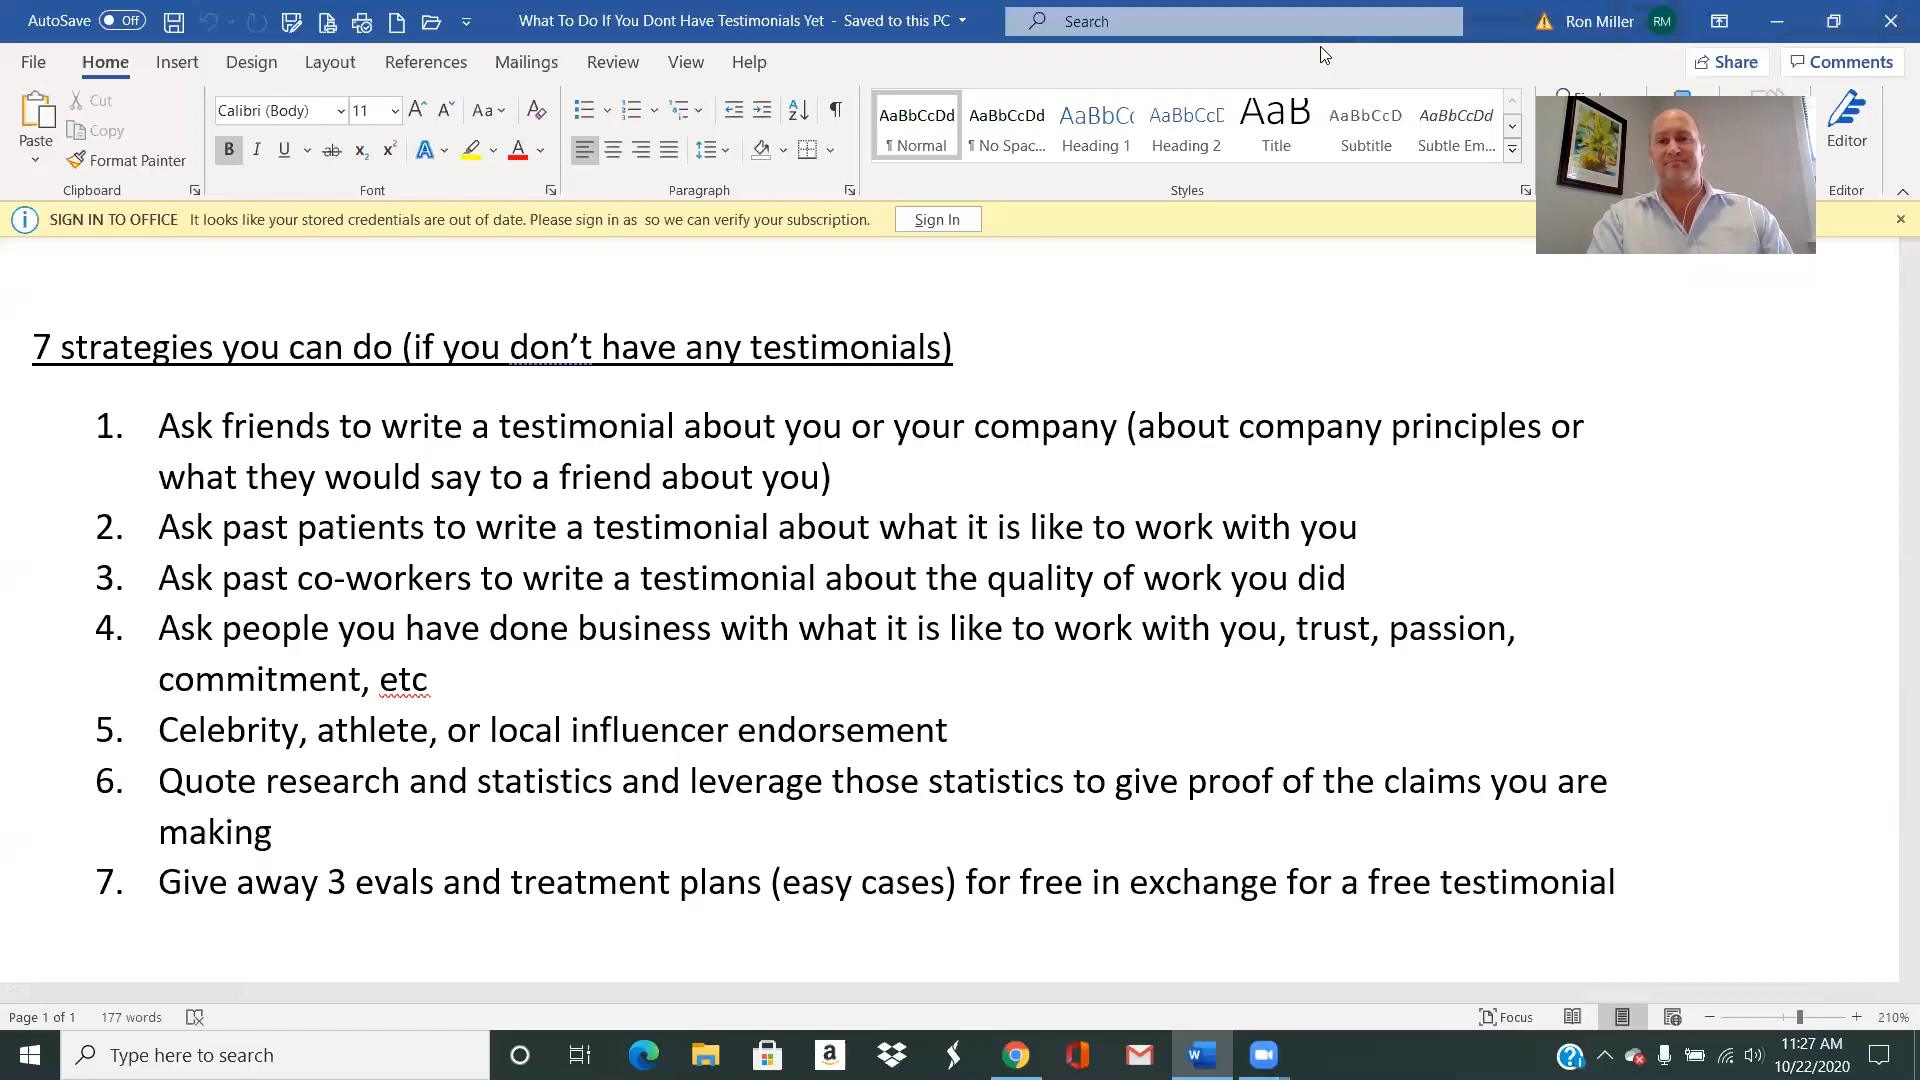 AutoSave Off What To Do If You Dont Have Testimonials Yet - Saved to this PC Search Ron Miller RM
File Home Insert Design Layout References Mailings Review View Help Share Comments
Paste Cut Copy Format Painter Clipboard
Calibri (Body) 11 Aa B I U ab x₂ x² A A Font
Paragraph
AaBbCcDd AaBbCcDd AaBbCc AaBbCcD AaB AaBbCcD AaBbCcDd
¶ Normal ¶ No Spac... Heading 1 Heading 2 Title Subtitle Subtle Em...
Styles
Editor
Editor
SIGN IN TO OFFICE It looks like your stored credentials are out of date. Please sign in as so we can verify your subscription. Sign In
7 strategies you can do (if you don’t have any testimonials)
1. Ask friends to write a testimonial about you or your company (about company principles or
what they would say to a friend about you)
2. Ask past patients to write a testimonial about what it is like to work with you
3. Ask past co-workers to write a testimonial about the quality of work you did
4. Ask people you have done business with what it is like to work with you, trust, passion,
commitment, etc
5. Celebrity, athlete, or local influencer endorsement
6. Quote research and statistics and leverage those statistics to give proof of the claims you are
making
7. Give away 3 evals and treatment plans (easy cases) for free in exchange for a free testimonial
Page 1 of 1 177 words Focus 210%
Type here to search
11:27 AM
10/22/2020